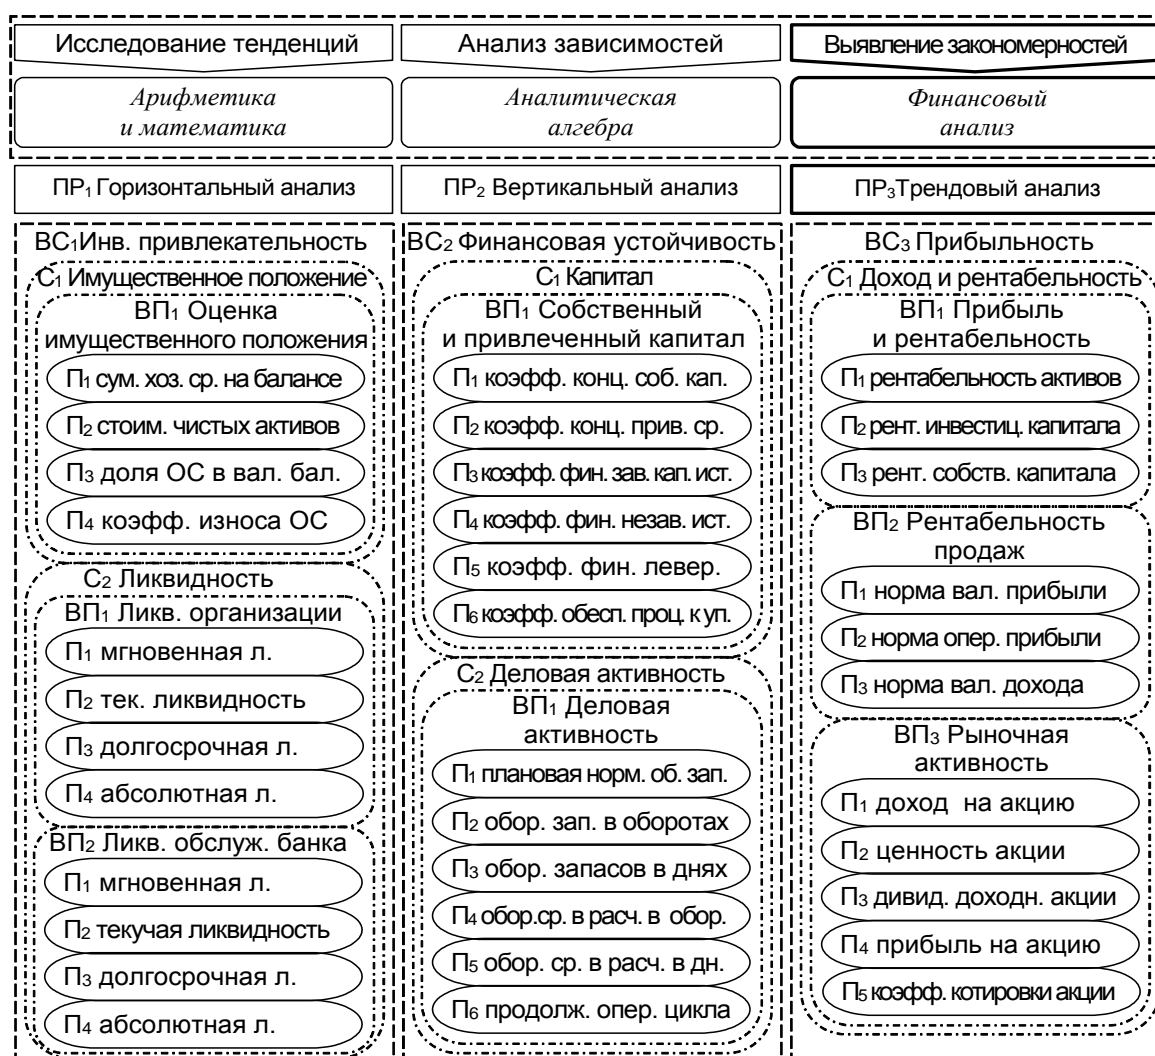 Исследование тенденций
Анализ зависимостей
Выявление закономерностей
Арифметика
и математика
Аналитическая
алгебра
Финансовый
анализ
ПР₁ Горизонтальный анализ
ПР₂ Вертикальный анализ
ПР₃Трендовый анализ
ВС₁Инв. привлекательность
С₁ Имущественное положение
ВП₁ Оценка
имущественного положения
П₁ сум. хоз. ср. на балансе
П₂ стоим. чистых активов
П₃ доля ОС в вал. бал.
П₄ коэфф. износа ОС
С₂ Ликвидность
ВП₁ Ликв. организации
П₁ мгновенная л.
П₂ тек. ликвидность
П₃ долгосрочная л.
П₄ абсолютная л.
ВП₂ Ликв. обслуж. банка
П₁ мгновенная л.
П₂ текучая ликвидность
П₃ долгосрочная л.
П₄ абсолютная л.
ВС₂ Финансовая устойчивость
С₁ Капитал
ВП₁ Собственный
и привлеченный капитал
П₁ коэфф. конц. соб. кап.
П₂ коэфф. конц. прив. ср.
П₃ коэфф. фин. зав. кап. ист.
П₄ коэфф. фин. незав. ист.
П₅ коэфф. фин. левер.
П₆ коэфф. обесп. проц. к уп.
С₂ Деловая активность
ВП₁ Деловая
активность
П₁ плановая норм. об. зап.
П₂ обор. зап. в оборотах
П₃ обор. запасов в днях
П₄ обор.ср. в расч. в обор.
П₅ обор. ср. в расч. в дн.
П₆ продолж. опер. цикла
ВС₃ Прибыльность
С₁ Доход и рентабельность
ВП₁ Прибыль
и рентабельность
П₁ рентабельность активов
П₂ рент. инвестиц. капитала
П₃ рент. собств. капитала
ВП₂ Рентабельность
продаж
П₁ норма вал. прибыли
П₂ норма опер. прибыли
П₃ норма вал. дохода
ВП₃ Рыночная
активность
П₁ доход на акцию
П₂ ценность акции
П₃ дивид. доходн. акции
П₄ прибыль на акцию
П₅ коэфф. котировки акции